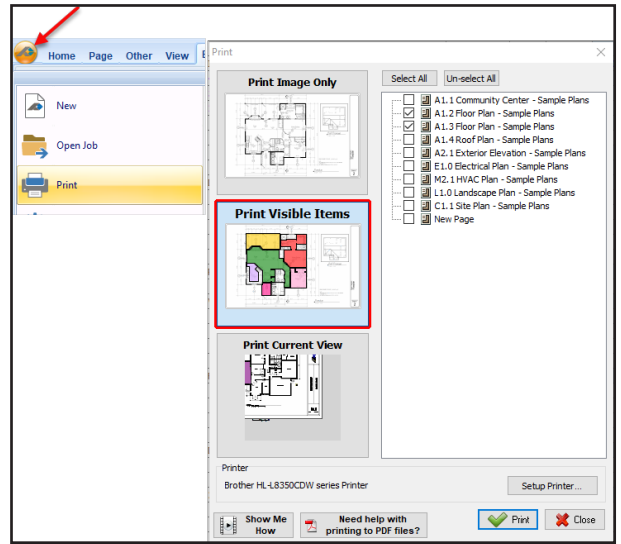 Home Page Other View
New
Open Job
Print
Print
Print Image Only
Print Visible Items
Print Current View
Select All Un-select All
A1.1 Community Center - Sample Plans
A1.2 Floor Plan - Sample Plans
A1.3 Floor Plan - Sample Plans
A1.4 Roof Plan - Sample Plans
A2.1 Exterior Elevation - Sample Plans
E1.0 Electrical Plan - Sample Plans
M2.1 HVAC Plan - Sample Plans
L1.0 Landscape Plan - Sample Plans
C1.1 Site Plan - Sample Plans
New Page
Printer
Brother HL-L8350CDW series Printer
Setup Printer...
Show Me
How
Need help with
printing to PDF files?
Print
Close